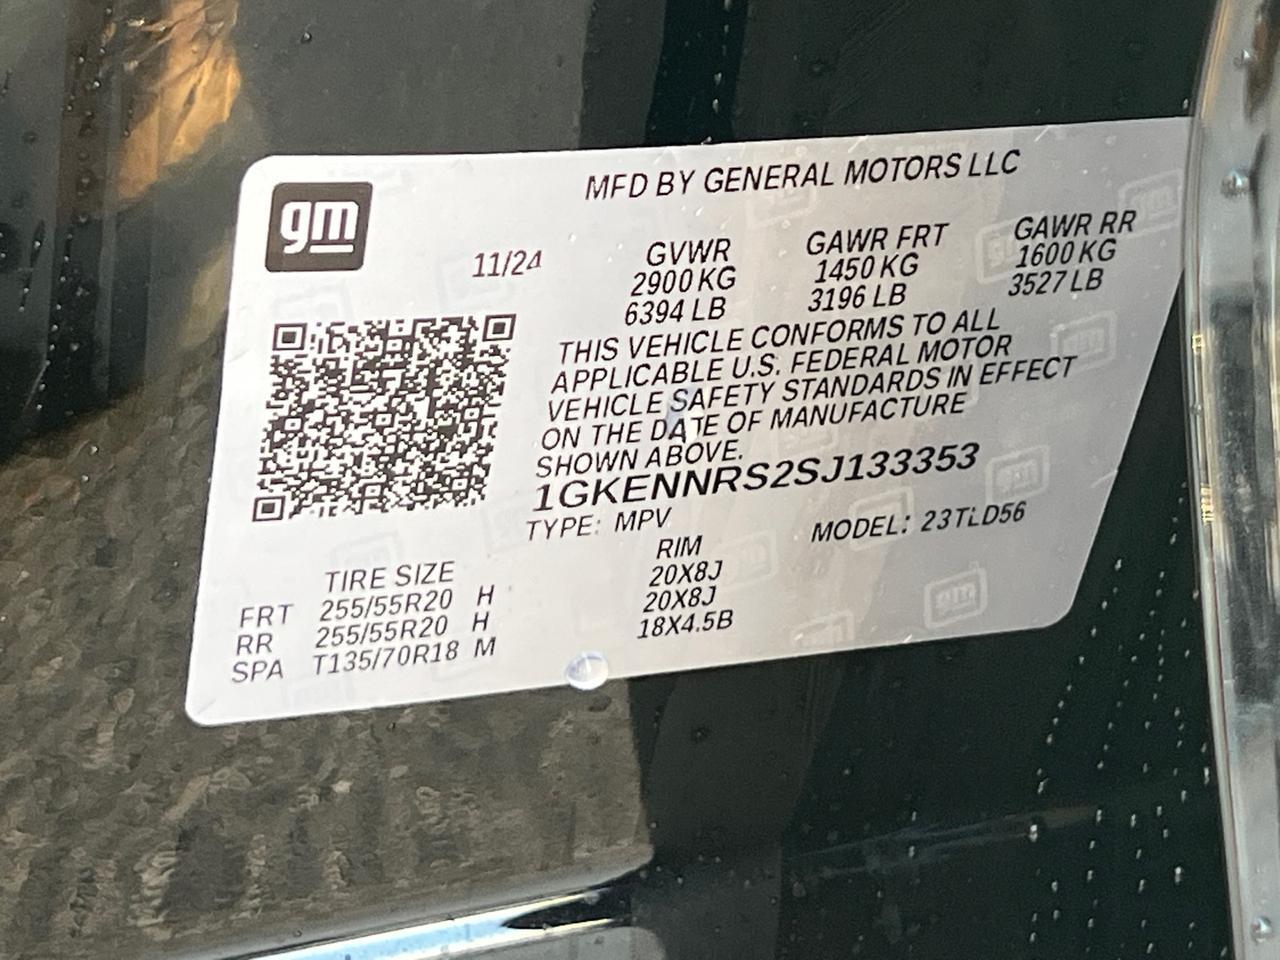 gm
MFD BY GENERAL MOTORS LLC
11/24
GVWR GAWR FRT GAWR RR
2900 KG 1450 KG 1600 KG
6394 LB 3196 LB 3527 LB
THIS VEHICLE CONFORMS TO ALL
APPLICABLE U.S. FEDERAL MOTOR
VEHICLE SAFETY STANDARDS IN EFFECT
ON THE DATE OF MANUFACTURE
SHOWN ABOVE.
1GKENNRS2SJ133353
TYPE: MPV MODEL: 23TLD56
TIRE SIZE RIM
FRT 255/55R20 H 20X8J
RR 255/55R20 H 20X8J
SPA T135/70R18 M 18X4.5B